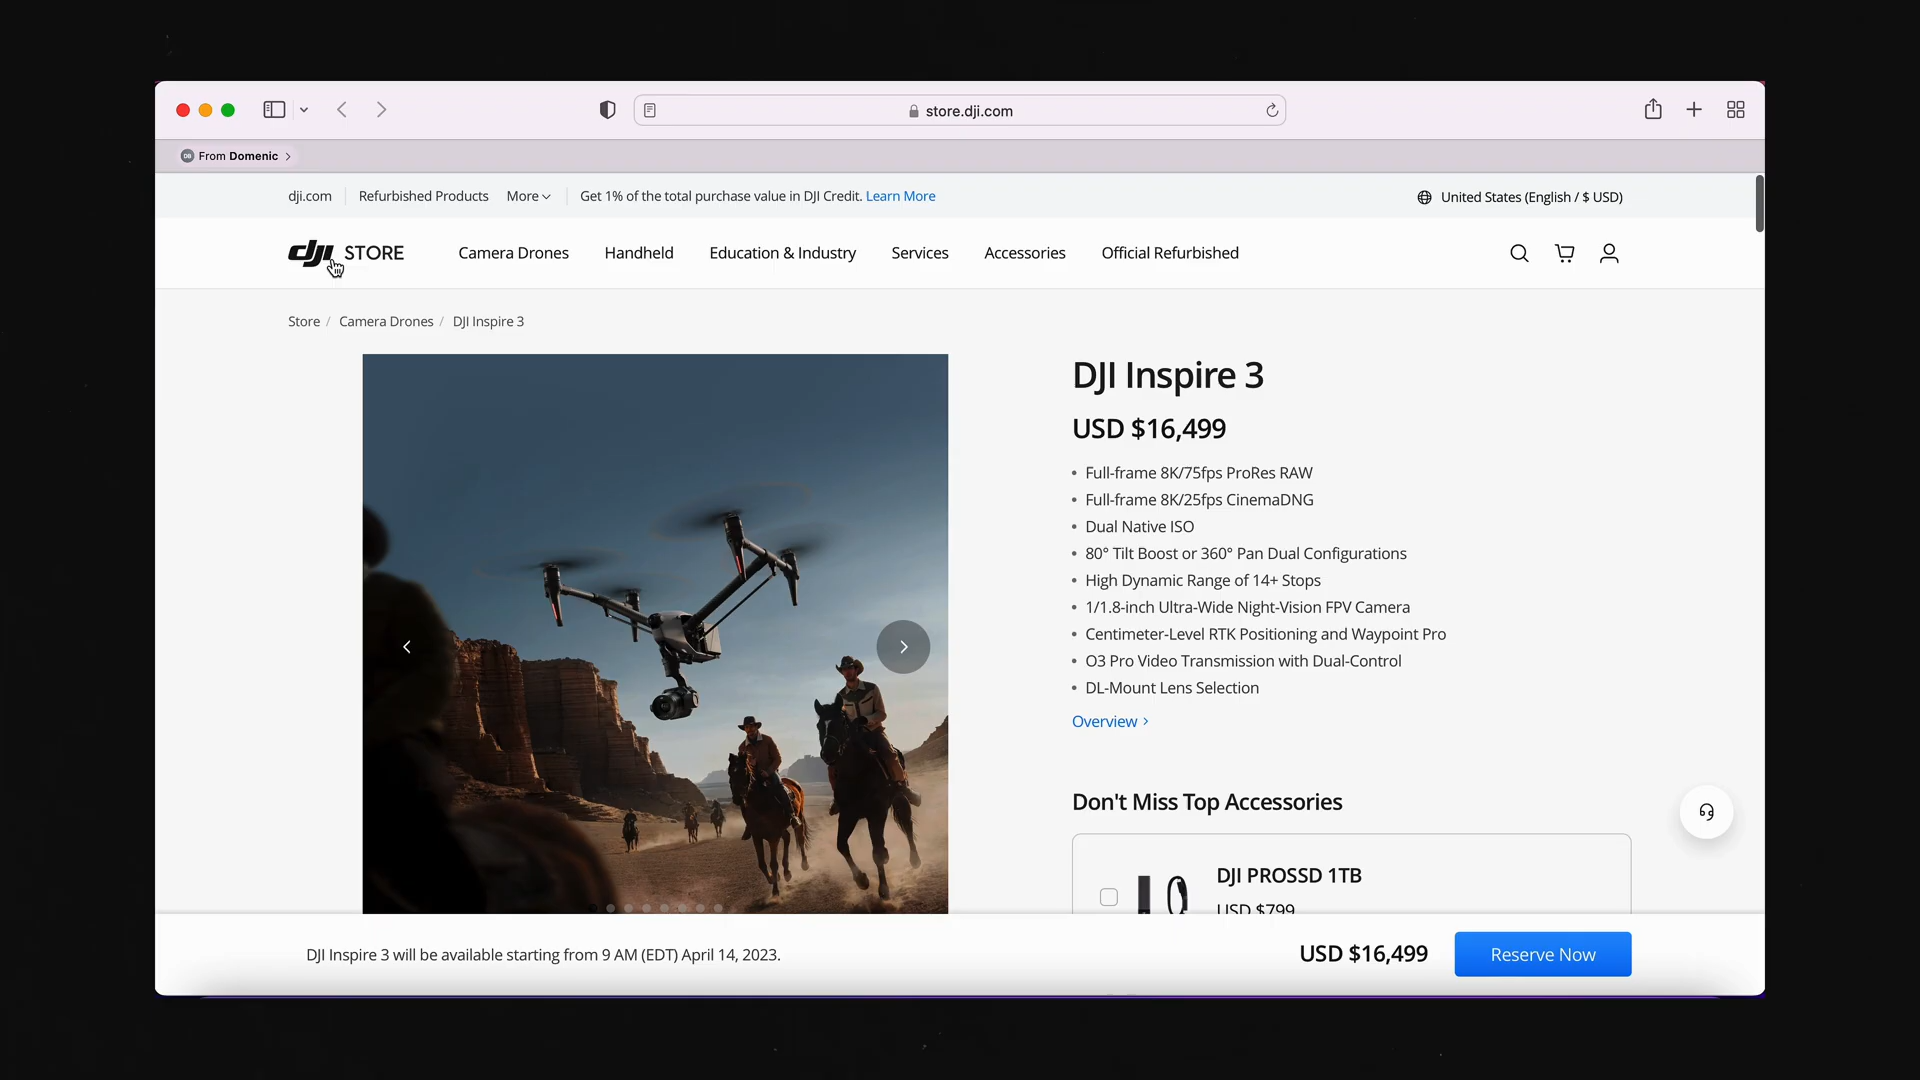 store.dji.com
From Domenic
dji.com
Refurbished Products
More
Get 1% of the total purchase value in DJI Credit. Learn More
United States (English / $ USD)
dji STORE
Camera Drones
Handheld
Education & Industry
Services
Accessories
Official Refurbished
Store / Camera Drones / DJI Inspire 3
DJI Inspire 3
USD $16,499
• Full-frame 8K/75fps ProRes RAW
• Full-frame 8K/25fps CinemaDNG
• Dual Native ISO
• 80° Tilt Boost or 360° Pan Dual Configurations
• High Dynamic Range of 14+ Stops
• 1/1.8-inch Ultra-Wide Night-Vision FPV Camera
• Centimeter-Level RTK Positioning and Waypoint Pro
• O3 Pro Video Transmission with Dual-Control
• DL-Mount Lens Selection
Overview
Don't Miss Top Accessories
DJI PROSSD 1TB
USD $799
DJI Inspire 3 will be available starting from 9 AM (EDT) April 14, 2023.
USD $16,499
Reserve Now